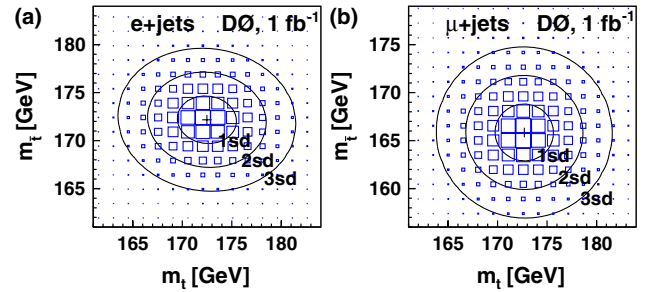 (a)
e+jets DØ, 1 fb⁻¹
m_t [GeV]
180
175
170
165
1sd
2sd
3sd
165 170 175 180
m_t [GeV]
(b)
μ+jets DØ, 1 fb⁻¹
m_t [GeV]
175
170
165
160
1sd
2sd
3sd
165 170 175 180
m_t [GeV]